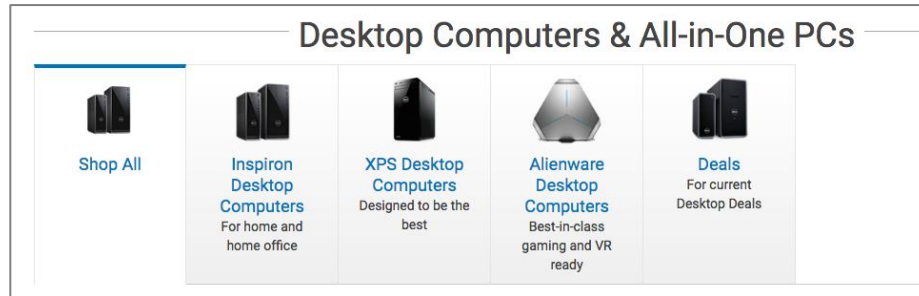 Desktop Computers & All-in-One PCs
Shop All
Inspiron
Desktop
Computers
For home and
home office
XPS Desktop
Computers
Designed to be the
best
Alienware
Desktop
Computers
Best-in-class
gaming and VR
ready
Deals
For current
Desktop Deals